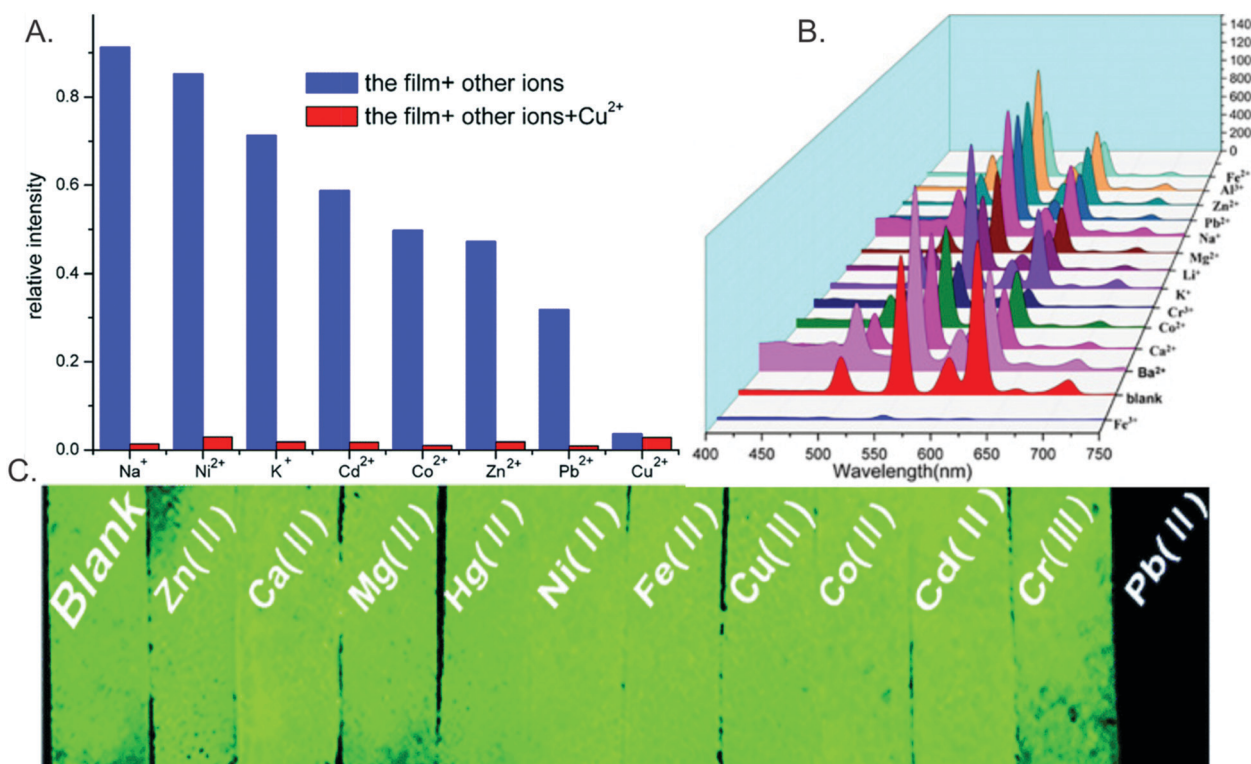 A.
0.8
0.6
0.4
0.2
0.0
relative intensity
the film+ other ions
the film+ other ions+Cu²⁺
Na⁺ Ni²⁺ K⁺ Cd²⁺ Co²⁺ Zn²⁺ Pb²⁺ Cu²⁺
B.
140
120
100
800
600
400
200
0
Fe²⁺
Al³⁺
Zn²⁺
Pb²⁺
Na⁺
Mg²⁺
Li⁺
K⁺
Cr³⁺
Co²⁺
Ca²⁺
Ba²⁺
blank
Fe³⁺
400 450 500 550 600 650 700 750
Wavelength(nm)
C.
Blank Zn(II) Ca(II) Mg(II) Hg(II) Ni(II) Fe(II) Cu(II) Co(II) Cd(II) Cr(III) Pb(II)